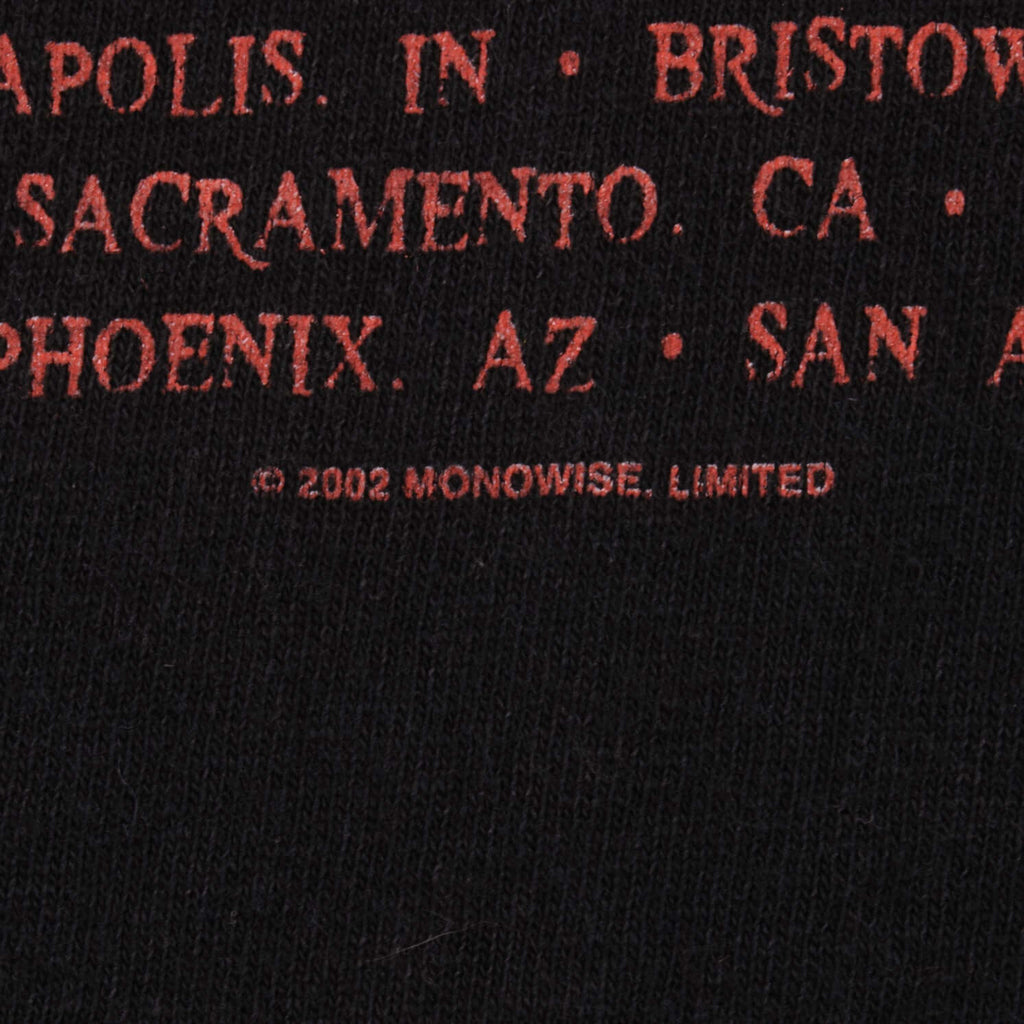 APOLIS. IN • BRISTOW
SACRAMENTO. CA •
PHOENIX. AZ • SAN A
© 2002 MONOWISE. LIMITED